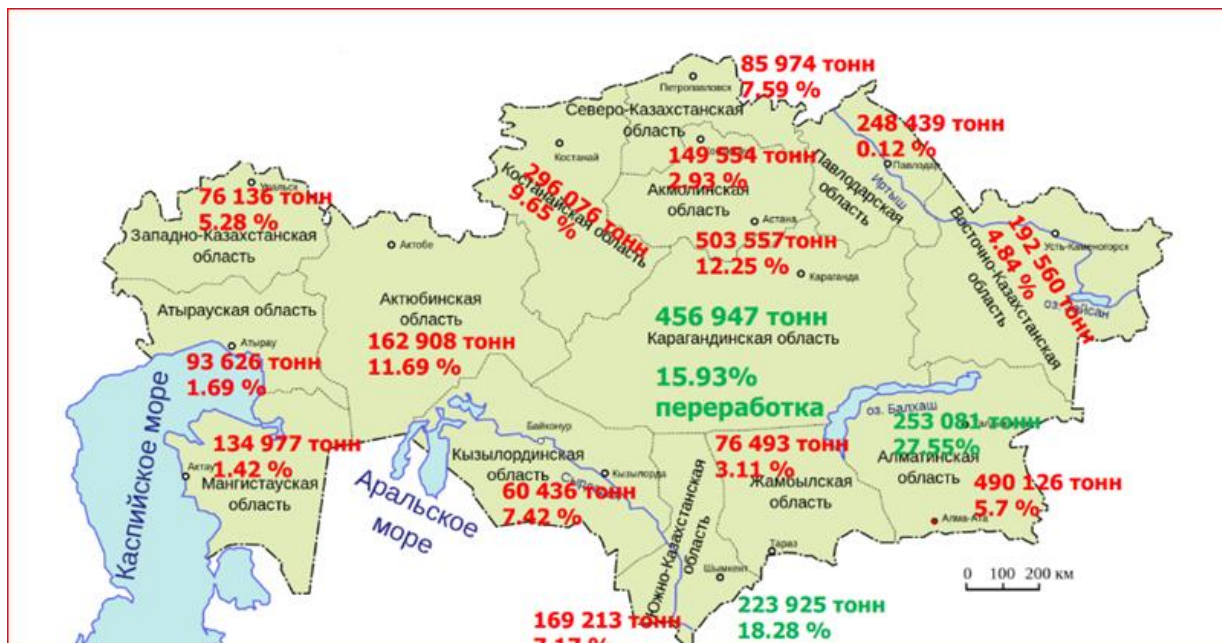 85 974 тонн
7,59 %
Петропавловск
Северо-Казахстанская
область
248 439 тонн
0.12 %
Павлодар
Костанай
149 554 тонн
2.93 %
Акмолинская
область
Павлодарская
область
Иртыш
296 076 тонн
9.65 %
Костанайская область
Уральск
76 136 тонн
5.28 %
Западно-Казахстанская
область
Актобе
Астана
503 557тонн
12.25 %
Караганда
192 560 тонн
4.84 %
Усть-Каменогорск
Восточно-Казахстанская
область
оз.
Атырауская область
Актюбинская
область
162 908 тонн
11.69 %
456 947 тонн
Карагандинская область
15.93%
переработка
Атырау
93 626 тонн
1.69 %
Каспийское море
оз. Балхаш
253 081 тонн
27.55%
Алматинская
область
490 126 тонн
5.7 %
Алма-Ата
134 977 тонн
1.42 %
Актау
Мангистауская
область
Аральское
море
Байконур
Кызылординская
область
Кызылорда
60 436 тонн
7.42 %
76 493 тонн
3.11 %
Жамбылская
область
Тараз
Южно-Казахстанская
область
Шымкент
0 100 200 км
169 213 тонн
7.17 %
223 925 тонн
18.28 %